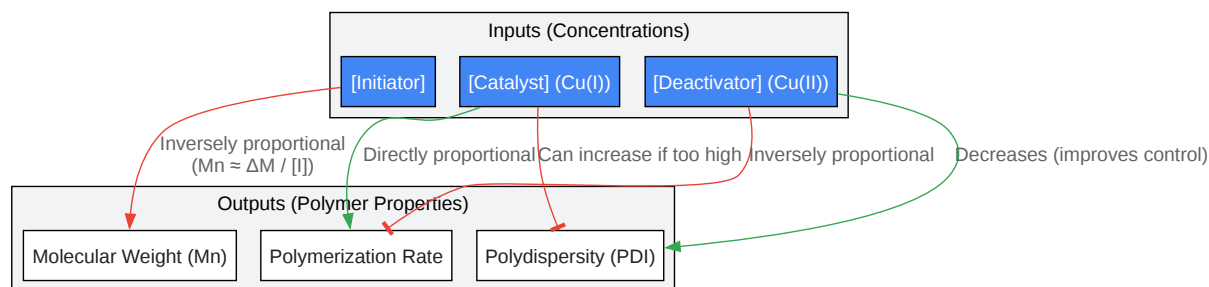 Inputs (Concentrations)
[Initiator]
[Catalyst] (Cu(I))
[Deactivator] (Cu(II))
Inversely proportional
(Mn ≈ ΔM / [I])
Directly proportional
Can increase if too high
Inversely proportional
Decreases (improves control)
Outputs (Polymer Properties)
Molecular Weight (Mn)
Polymerization Rate
Polydispersity (PDI)